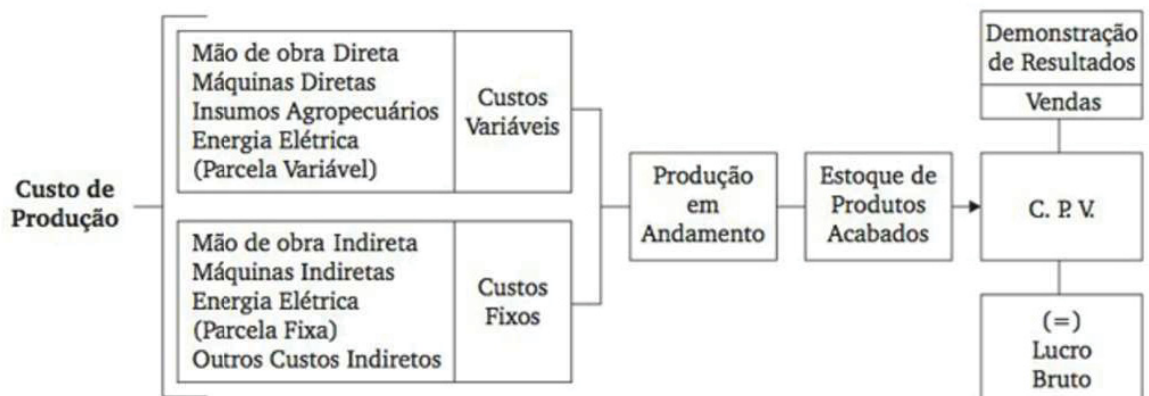 Custo de
Produção
Mão de obra Direta
Máquinas Diretas
Insumos Agropecuários
Energia Elétrica
(Parcela Variável)
Custos
Variáveis
Mão de obra Indireta
Máquinas Indiretas
Energia Elétrica
(Parcela Fixa)
Outros Custos Indiretos
Custos
Fixos
Produção
em
Andamento
Estoque de
Produtos
Acabados
Demonstração
de Resultados
Vendas
C. P. V.
(=)
Lucro
Bruto